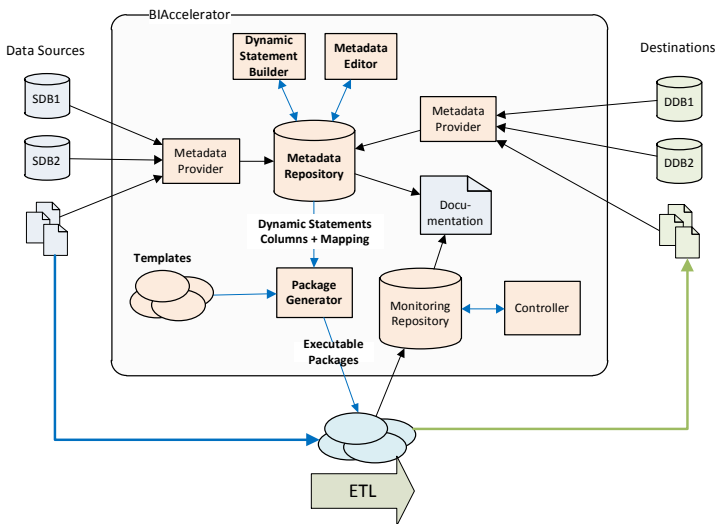 BIAccelerator
Data Sources
Destinations
Dynamic
Statement
Builder
Metadata
Editor
SDB1
SDB2
Metadata
Provider
Metadata
Repository
Metadata
Provider
DDB1
DDB2
Docu-
mentation
Dynamic Statements
Columns + Mapping
Templates
Package
Generator
Monitoring
Repository
Controller
Executable
Packages
ETL